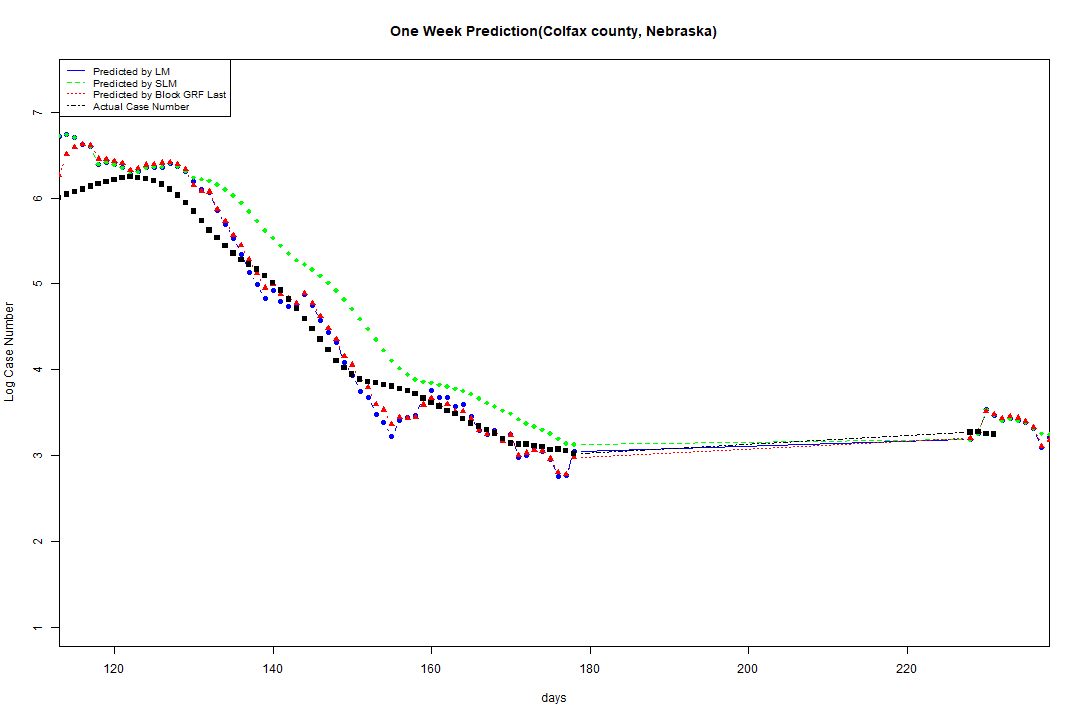 One Week Prediction(Colfax county, Nebraska)
Predicted by LM
Predicted by SLM
Predicted by Block GRF Last
Actual Case Number
Log Case Number
7
6
5
4
3
2
1
120 140 160 180 200 220
days